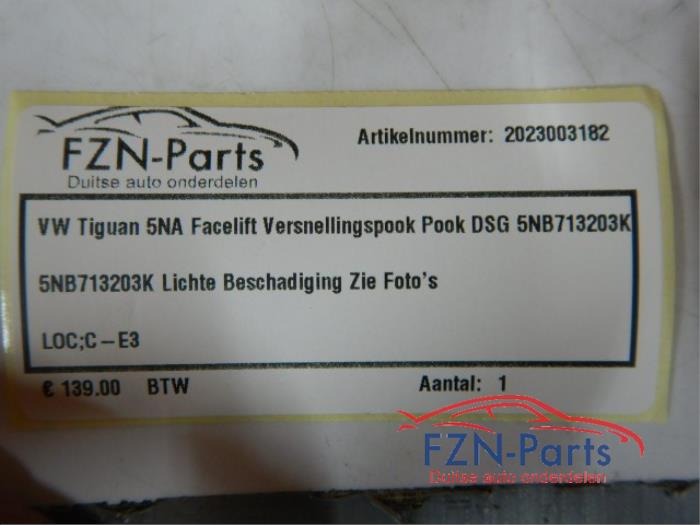 FZN-Parts
Duitse auto onderdelen
Artikelnummer: 2023003182
VW Tiguan 5NA Facelift Versnellingspook Pook DSG 5NB713203K
5NB713203K Lichte Beschadiging Zie Foto's
LOC;C-E3
€ 139.00 BTW
Aantal: 1
FZN-Parts
Duitse auto onderdelen